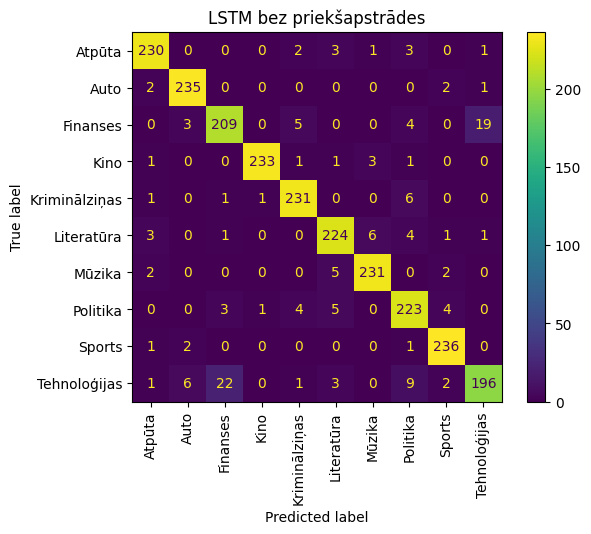 LSTM bez priekšapstrādes
True label
Atpūta 230 0 0 0 2 3 1 3 0 1
Auto 2 235 0 0 0 0 0 0 2 1
Finanses 0 3 209 0 5 0 0 4 0 19
Kino 1 0 0 233 1 1 3 1 0 0
Kriminālziņas 1 0 1 1 231 0 0 6 0 0
Literatūra 3 0 1 0 0 224 6 4 1 1
Mūzika 2 0 0 0 0 5 231 0 2 0
Politika 0 0 3 1 4 5 0 223 4 0
Sports 1 2 0 0 0 0 0 1 236 0
Tehnoloģijas 1 6 22 0 1 3 0 9 2 196
Atpūta Auto Finanses Kino Kriminālziņas Literatūra Mūzika Politika Sports Tehnoloģijas
Predicted label
200
150
100
50
0